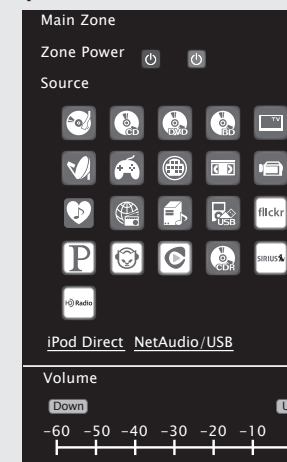 Main Zone
Zone Power
Source
CD DVD BD TV
USB flickr
P CDR SIRIUS
HD Radio
iPod Direct NetAudio/USB
Volume
Down U
-60 -50 -40 -30 -20 -10